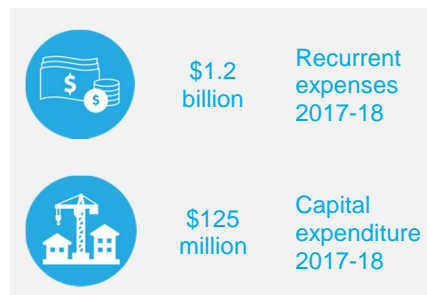 $1.2
billion
Recurrent
expenses
2017-18
$125
million
Capital
expenditure
2017-18
$
$